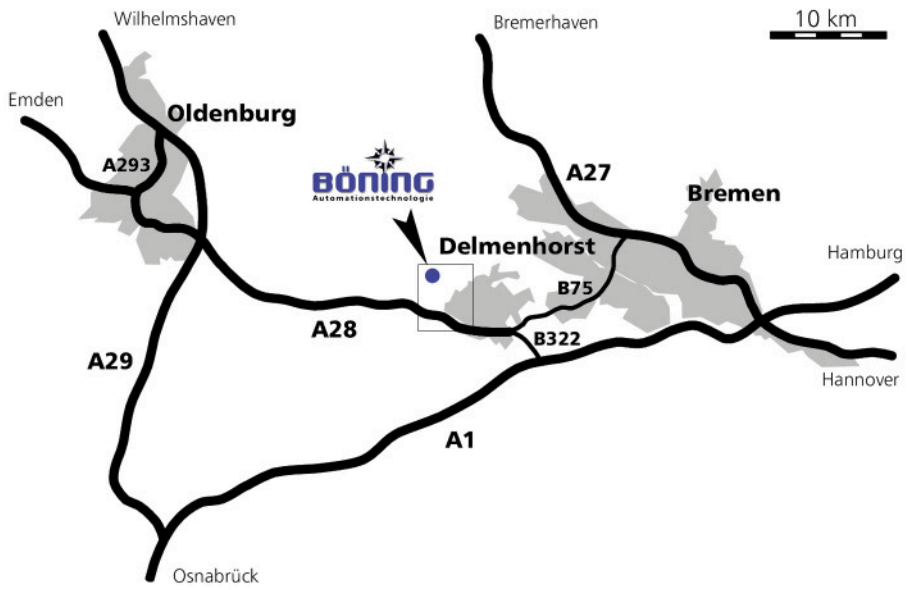 Wilhelmshaven
Bremerhaven
10 km
Emden
Oldenburg
A293
BÖNING
Automationstechnologie
A27
Bremen
Delmenhorst
Hamburg
B75
A28
B322
A29
Hannover
A1
Osnabrück